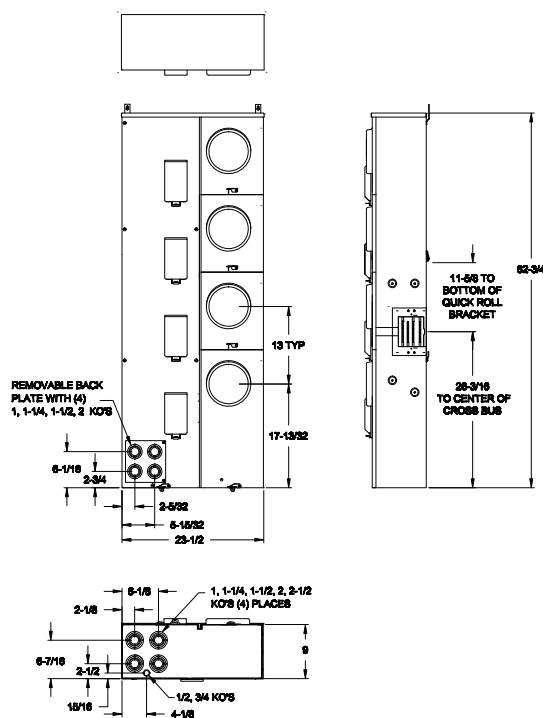 62-3/4
11-5/8 TO
BOTTOM OF
QUICK ROLL
BRACKET
13 TYP
26-3/16
TO CENTER OF
CROSS BUS
REMOVABLE BACK
PLATE WITH (4)
1, 1-1/4, 1-1/2, 2 KO'S
17-13/32
6-1/16
2-3/4
2-5/32
5-15/32
23-1/2
6-1/8
2-1/8
1, 1-1/4, 1-1/2, 2, 2-1/2
KO'S (4) PLACES
6-7/16
2-1/2
15/16
9
1/2, 3/4 KO'S
4-1/8